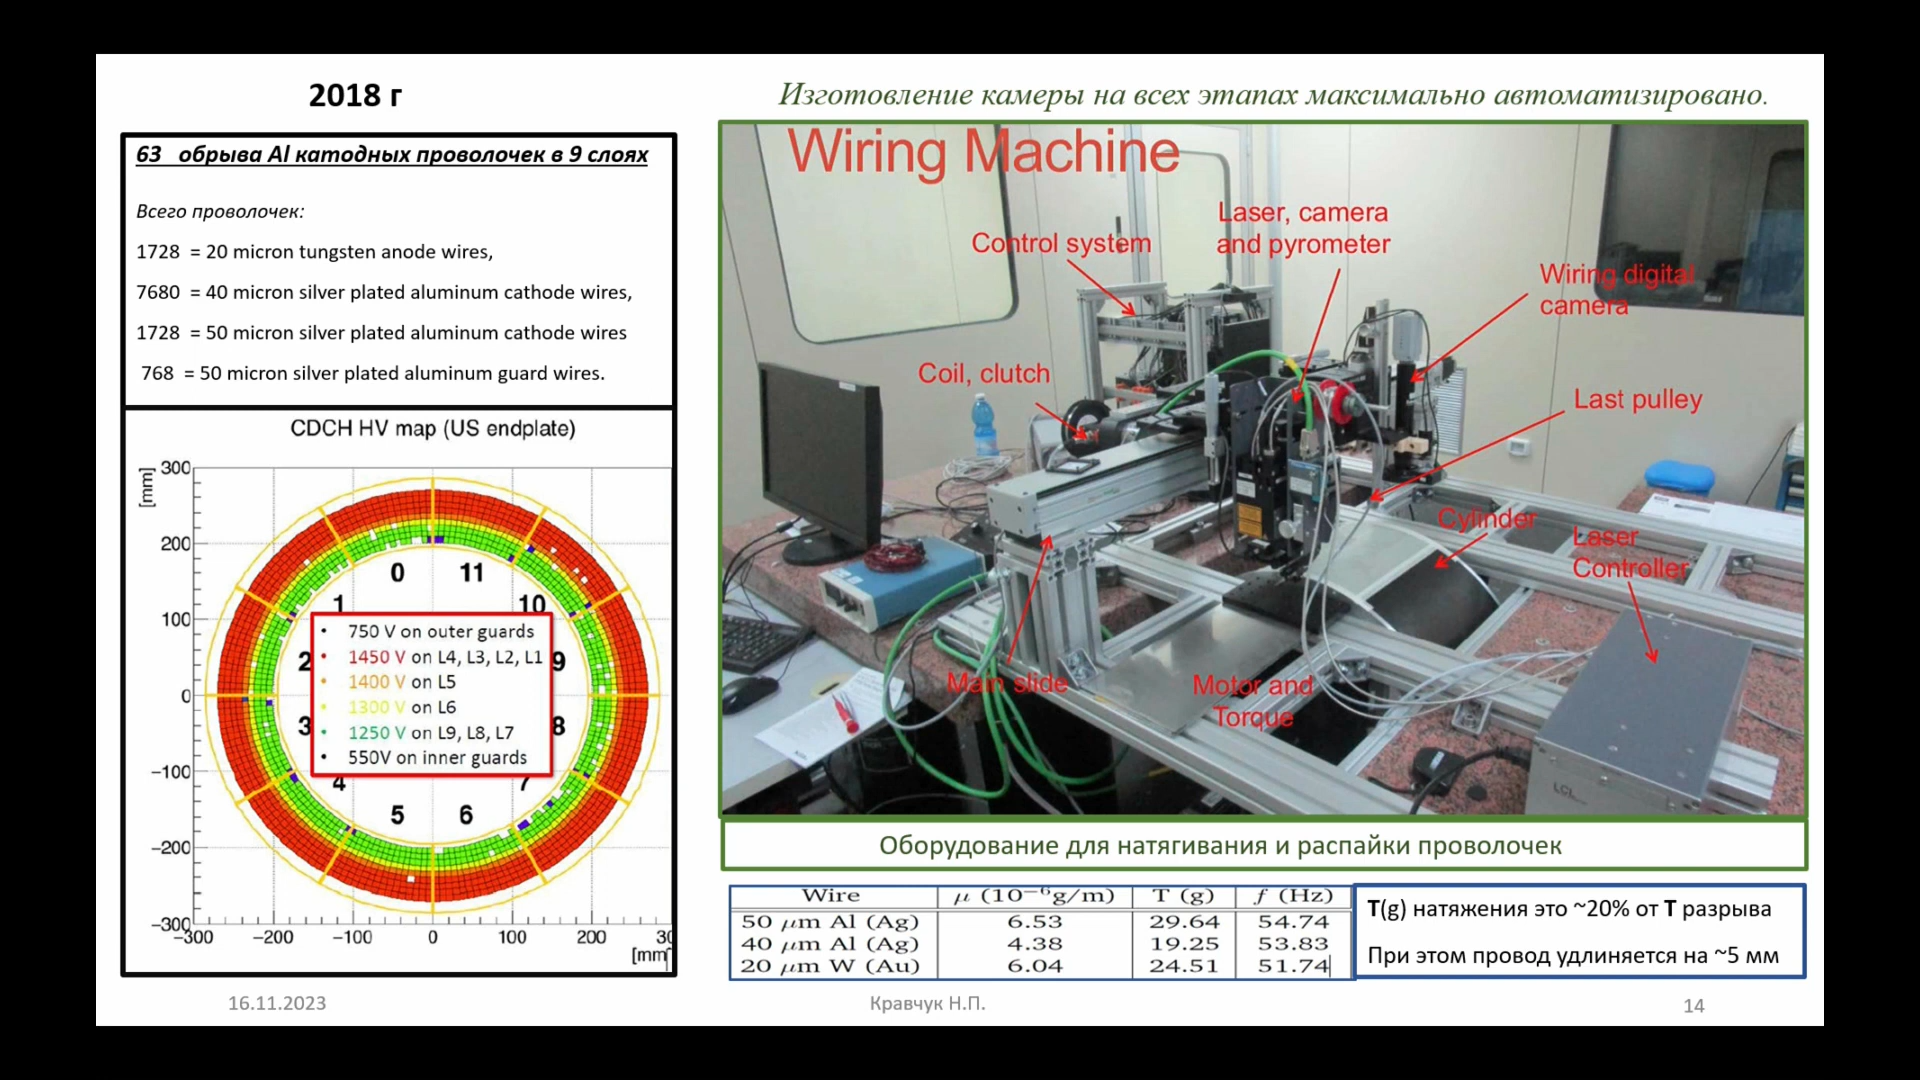 2018 г
Изготовление камеры на всех этапах максимально автоматизировано.
63 обрыва Al катодных проволочек в 9 слоях
Всего проволочек:
1728 = 20 micron tungsten anode wires,
7680 = 40 micron silver plated aluminum cathode wires,
1728 = 50 micron silver plated aluminum cathode wires
768 = 50 micron silver plated aluminum guard wires.
CDCH HV map (US endplate)
[mm]
300
200
100
0
−100
−200
−300
−300 −200 −100 0 100 200 30
[mm]
0 11
1 10
2 9
3 8
4 7
5 6
• 750 V on outer guards
• 1450 V on L4, L3, L2, L1
• 1400 V on L5
• 1300 V on L6
• 1250 V on L9, L8, L7
• 550V on inner guards
Wiring Machine
Control system
Laser, camera
and pyrometer
Wiring digital
camera
Coil, clutch
Last pulley
Cylinder
Laser
Controller
Main slide
Motor and
Torque
LCI
Оборудование для натягивания и распайки проволочек
Wire μ (10⁻⁶g/m) T (g) f (Hz)
50 μm Al (Ag) 6.53 29.64 54.74
40 μm Al (Ag) 4.38 19.25 53.83
20 μm W (Au) 6.04 24.51 51.74
T(g) натяжения это ~20% от T разрыва
При этом провод удлиняется на ~5 мм
16.11.2023
Кравчук Н.П.
14